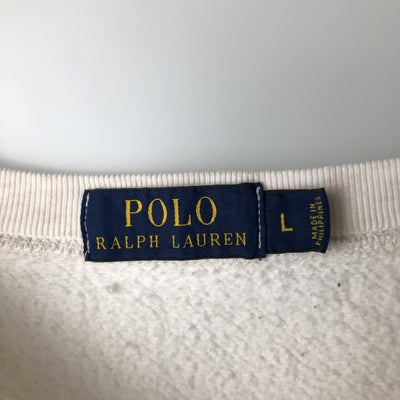 POLO
RALPH LAUREN
L
MADE IN
PHILIPPINES